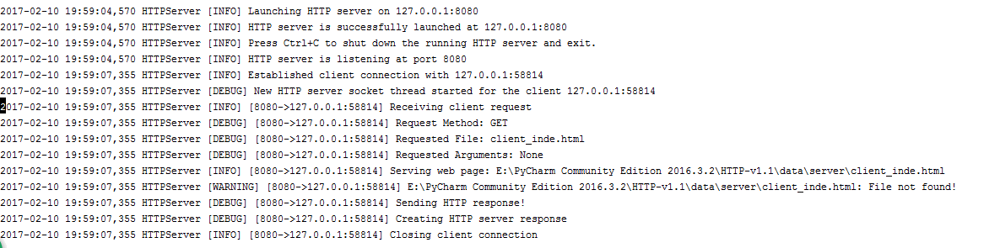 2017-02-10 19:59:04,570 HTTPServer [INFO] Launching HTTP server on 127.0.0.1:8080
2017-02-10 19:59:04,570 HTTPServer [INFO] HTTP server is successfully launched at 127.0.0.1:8080
2017-02-10 19:59:04,570 HTTPServer [INFO] Press Ctrl+C to shut down the running HTTP server and exit.
2017-02-10 19:59:04,570 HTTPServer [INFO] HTTP server is listening at port 8080
2017-02-10 19:59:07,355 HTTPServer [INFO] Established client connection with 127.0.0.1:58814
2017-02-10 19:59:07,355 HTTPServer [DEBUG] New HTTP server socket thread started for the client 127.0.0.1:58814
2017-02-10 19:59:07,355 HTTPServer [INFO] [8080->127.0.0.1:58814] Receiving client request
2017-02-10 19:59:07,355 HTTPServer [DEBUG] [8080->127.0.0.1:58814] Request Method: GET
2017-02-10 19:59:07,355 HTTPServer [DEBUG] [8080->127.0.0.1:58814] Requested File: client_inde.html
2017-02-10 19:59:07,355 HTTPServer [DEBUG] [8080->127.0.0.1:58814] Requested Arguments: None
2017-02-10 19:59:07,355 HTTPServer [INFO] [8080->127.0.0.1:58814] Serving web page: E:\PyCharm Community Edition 2016.3.2\HTTP-v1.1\data\server\client_inde.html
2017-02-10 19:59:07,355 HTTPServer [WARNING] [8080->127.0.0.1:58814] E:\PyCharm Community Edition 2016.3.2\HTTP-v1.1\data\server\client_inde.html: File not found!
2017-02-10 19:59:07,355 HTTPServer [DEBUG] [8080->127.0.0.1:58814] Sending HTTP response!
2017-02-10 19:59:07,355 HTTPServer [DEBUG] [8080->127.0.0.1:58814] Creating HTTP server response
2017-02-10 19:59:07,355 HTTPServer [INFO] [8080->127.0.0.1:58814] Closing client connection